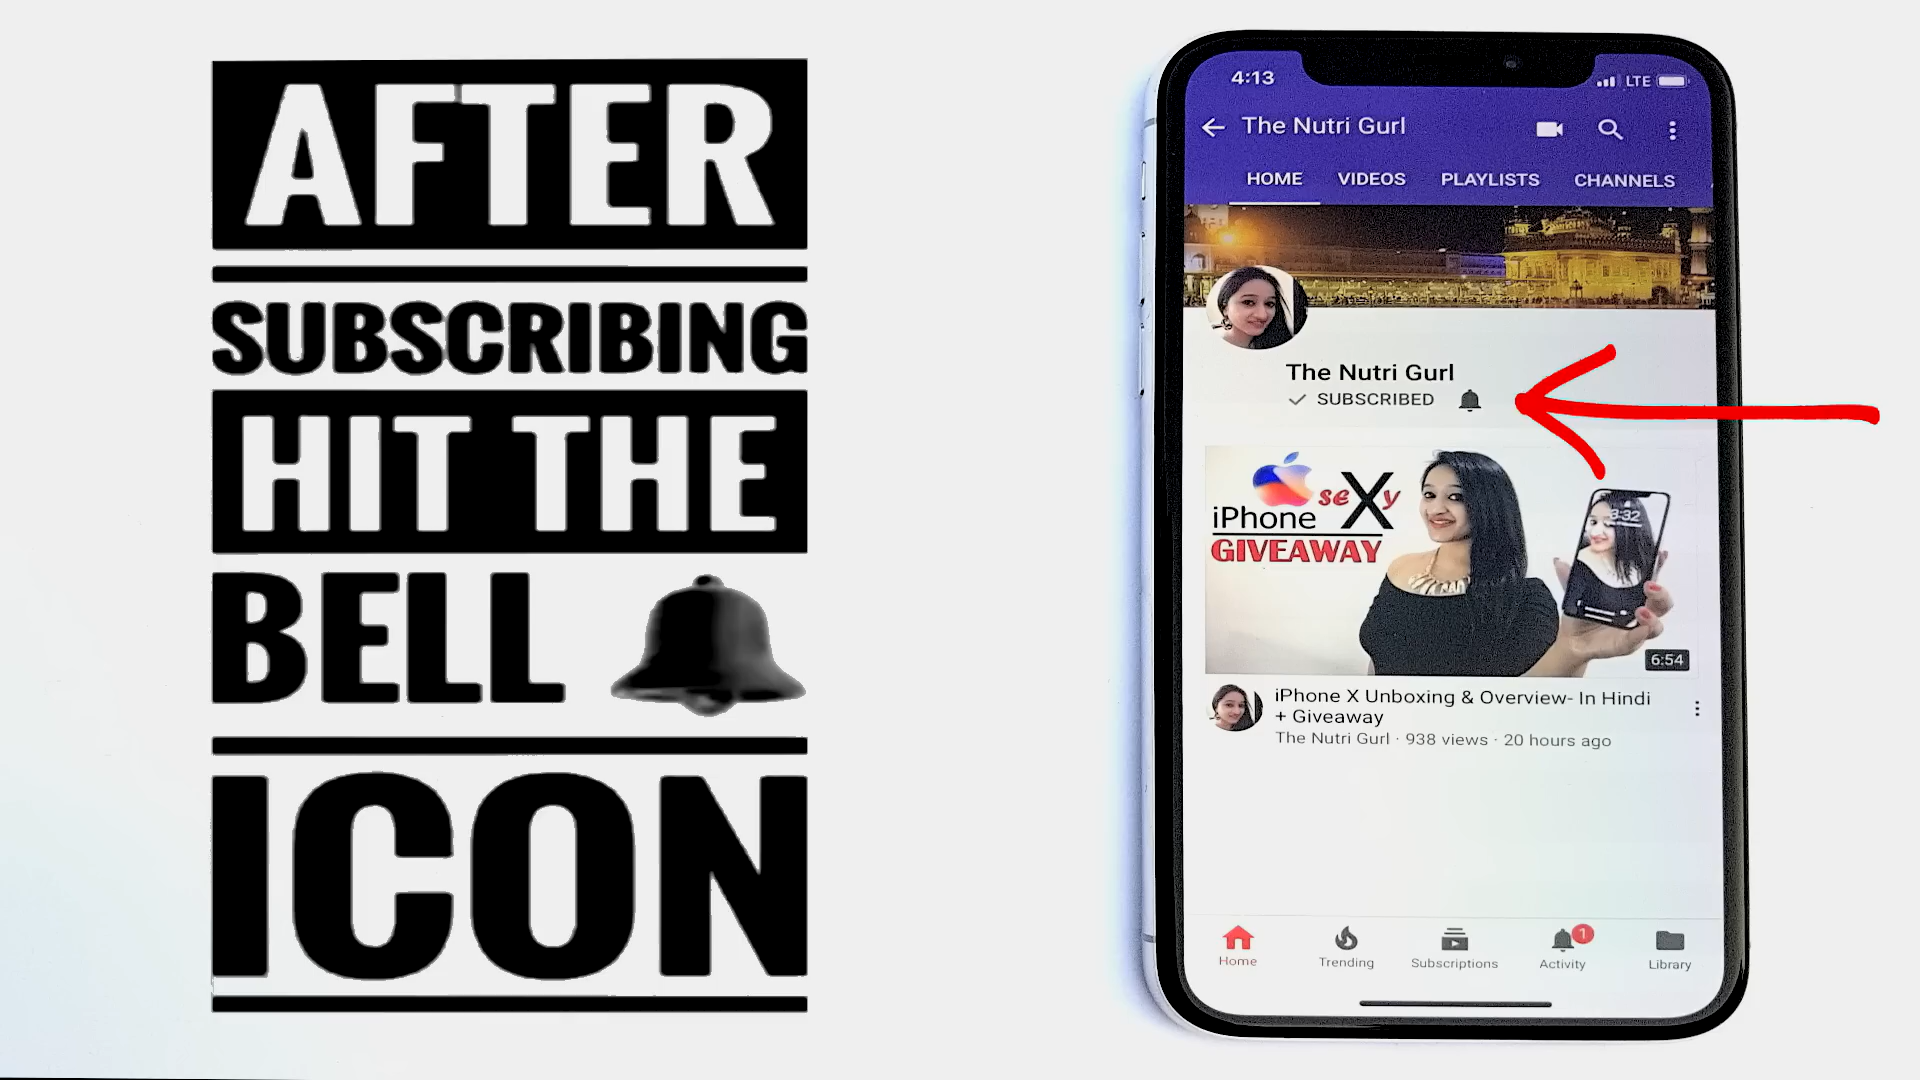 AFTER
SUBSCRIBING
HIT THE
BELL
ICON
4:13
LTE
The Nutri Gurl
HOME VIDEOS PLAYLISTS CHANNELS
The Nutri Gurl
SUBSCRIBED
seXy
iPhone
GIVEAWAY
3:32
6:54
iPhone X Unboxing & Overview- In Hindi
+ Giveaway
The Nutri Gurl · 938 views · 20 hours ago
1
Home Trending Subscriptions Activity Library